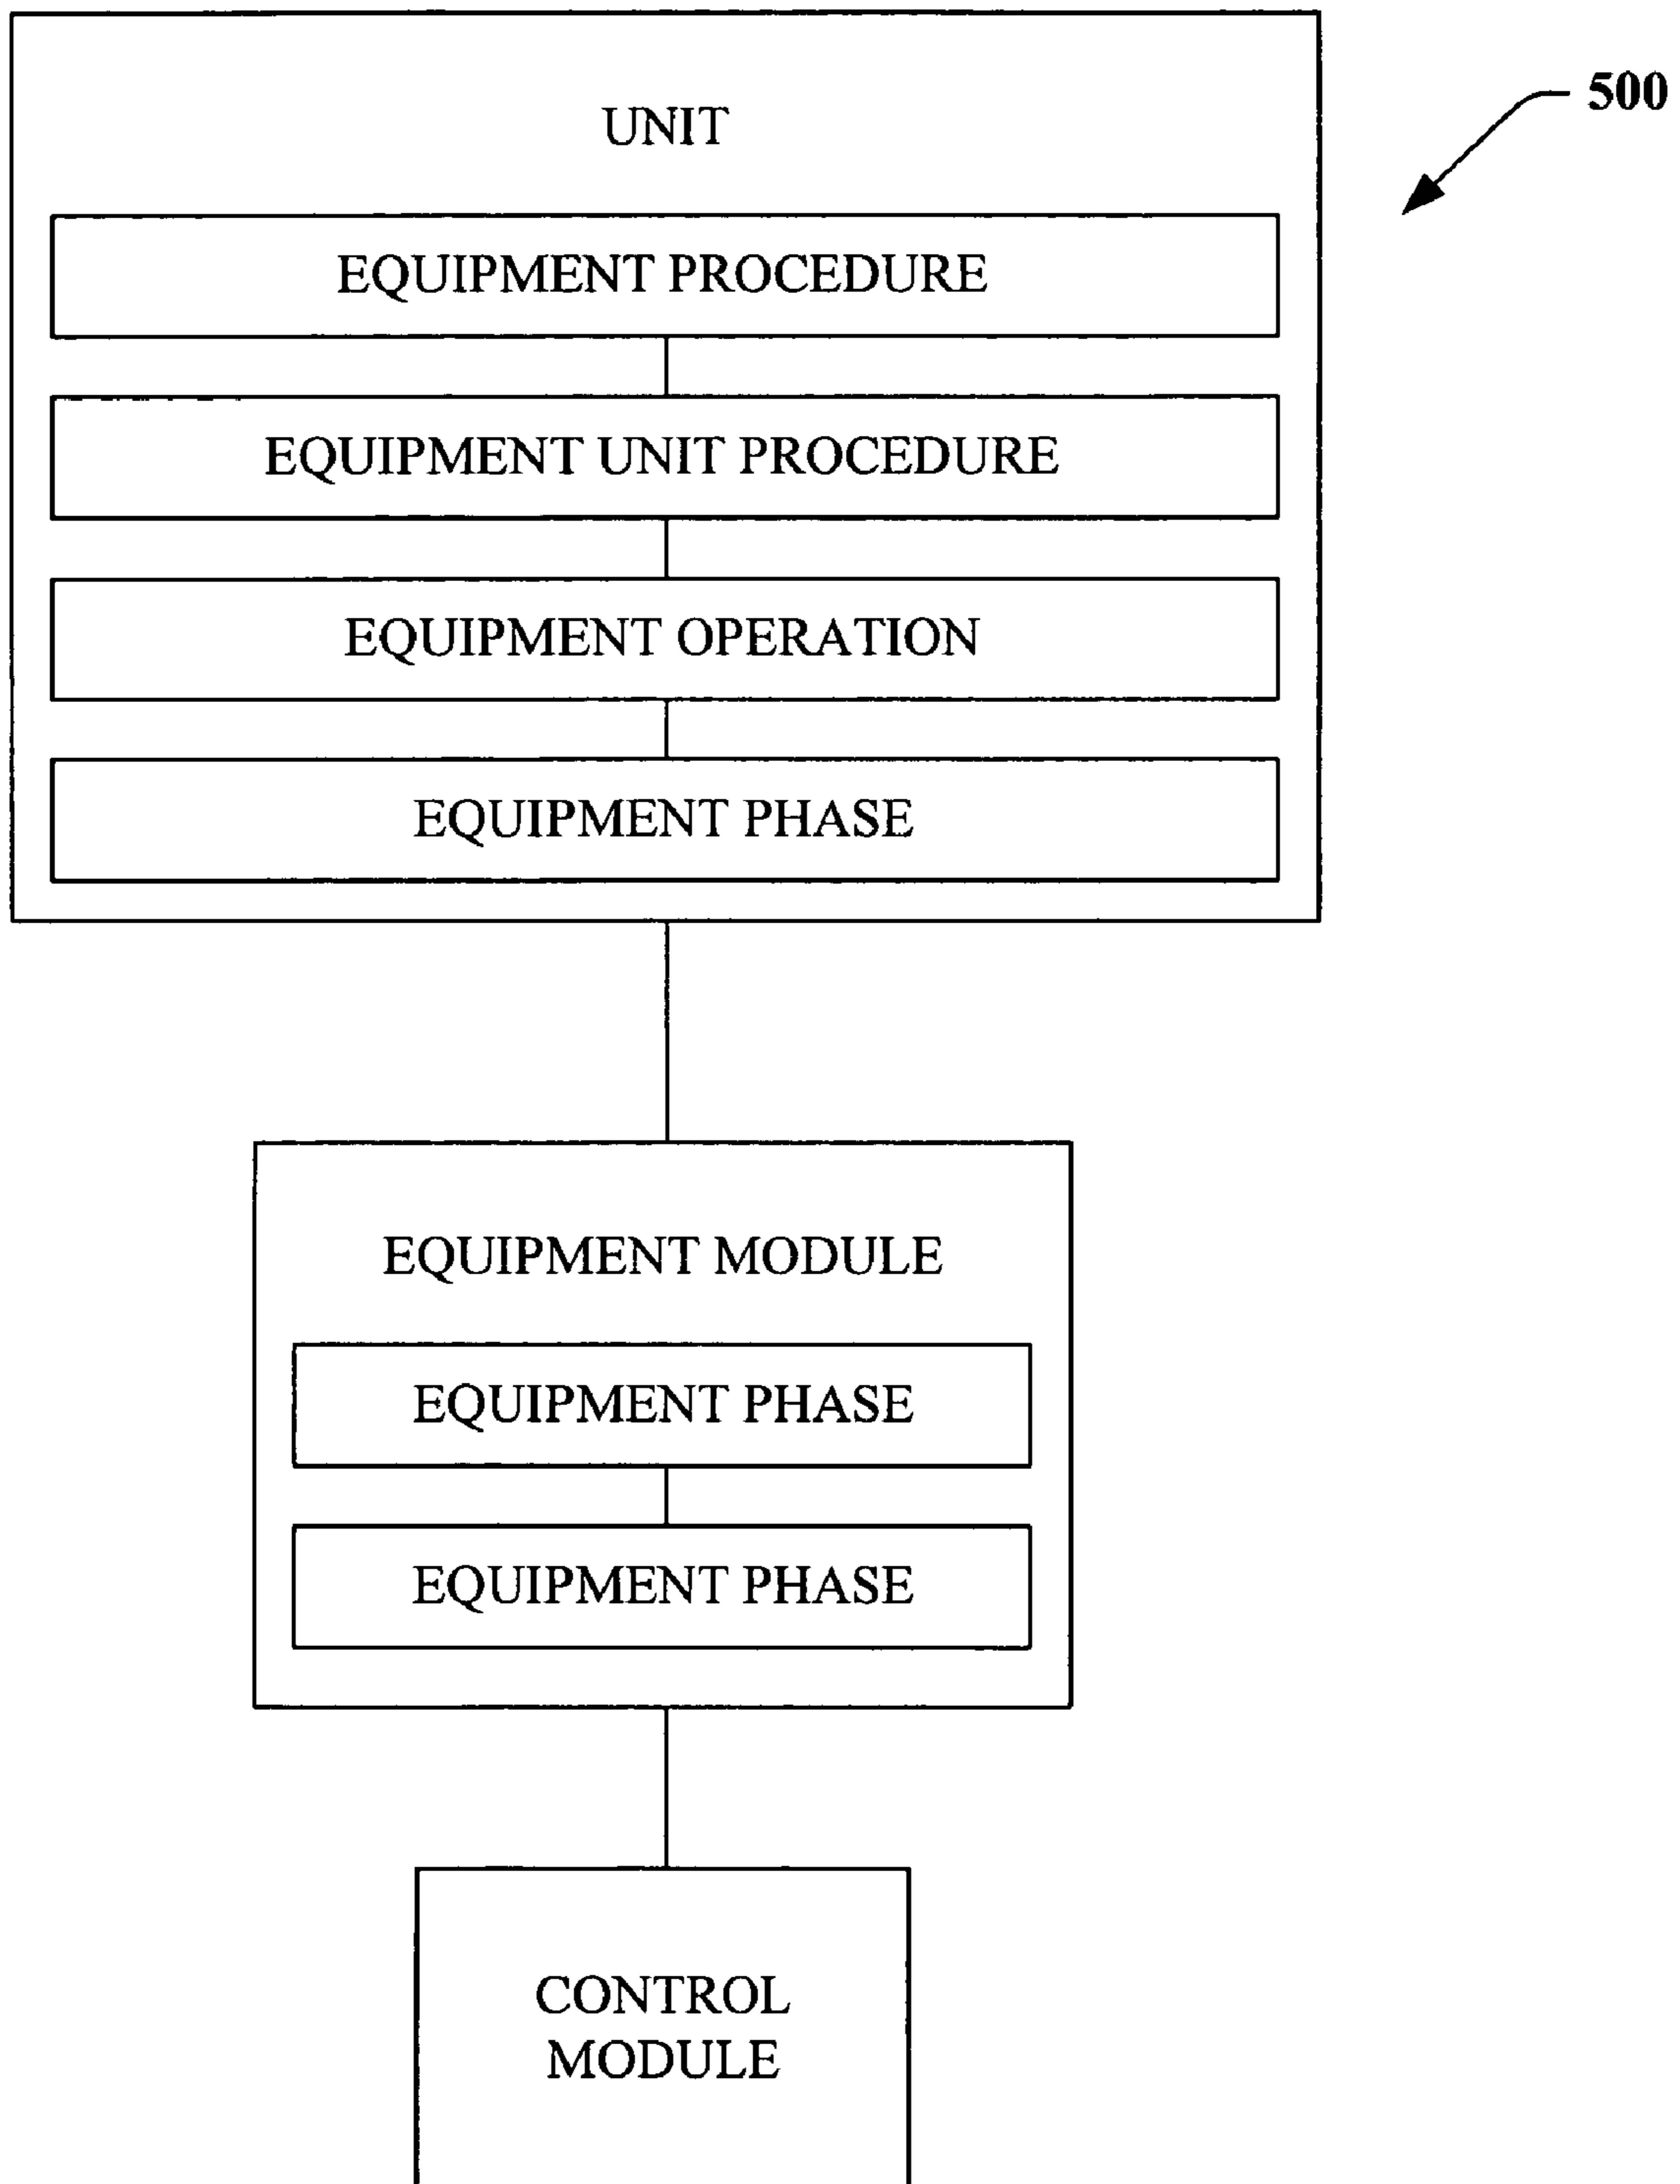 500
UNIT
EQUIPMENT PROCEDURE
EQUIPMENT UNIT PROCEDURE
EQUIPMENT OPERATION
EQUIPMENT PHASE
EQUIPMENT MODULE
EQUIPMENT PHASE
EQUIPMENT PHASE
CONTROL
MODULE